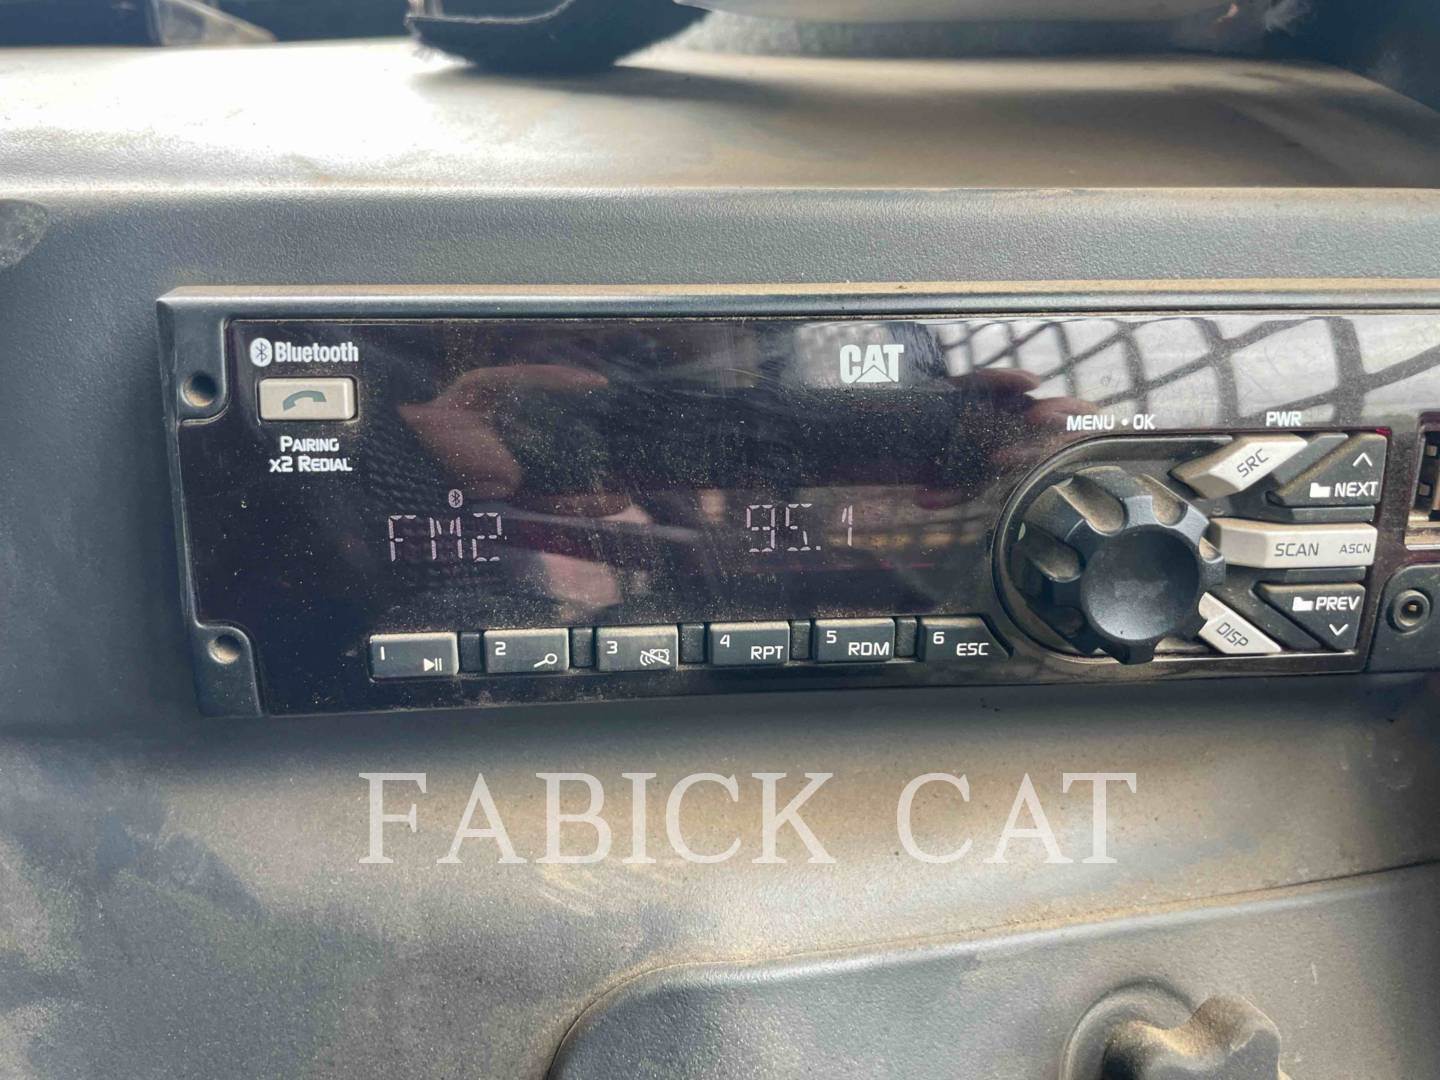 Bluetooth
CAT
PAIRING
X2 REDIAL
MENU • OK
PWR
SRC
NEXT
SCAN ASCN
PREV
DISP
FM2 95.1
1 2 3 4 RPT 5 RDM 6 ESC
FABICK CAT